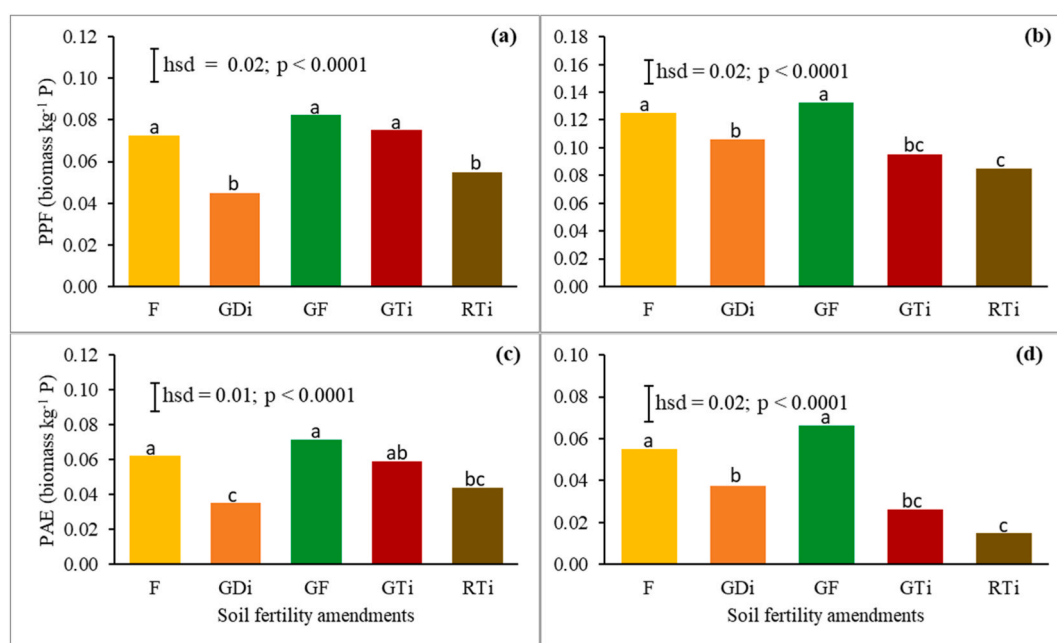 (a)
PPF (biomass kg⁻¹ P)
0.12
0.10
0.08
0.06
0.04
0.02
0.00
hsd = 0.02; p < 0.0001
a
b
a
a
b
F GDi GF GTi RTi
(b)
0.18
0.16
0.14
0.12
0.10
0.08
0.06
0.04
0.02
0.00
hsd = 0.02; p < 0.0001
a
b
a
bc
c
F GDi GF GTi RTi
(c)
PAE (biomass kg⁻¹ P)
0.12
0.10
0.08
0.06
0.04
0.02
0.00
hsd = 0.01; p < 0.0001
a
c
a
ab
bc
F GDi GF GTi RTi
Soil fertility amendments
(d)
0.10
0.08
0.06
0.04
0.02
0.00
hsd = 0.02; p < 0.0001
a
b
a
bc
c
F GDi GF GTi RTi
Soil fertility amendments